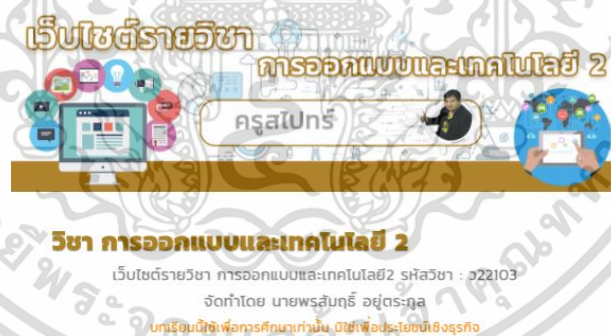 เว็บไซต์รายวิชา
การออกแบบและเทคโนโลยี 2
ครูสไปทร์
วิชา การออกแบบและเทคโนโลยี 2
เว็บไซต์รายวิชา การออกแบบและเทคโนโลยี2 รหัสวิชา : ว22103
จัดทำโดย นายพรสัมฤธิ์ อยู่ตระกูล
บทเรียนนี้ใช้เพื่อการศึกษาเท่านั้น มิใช่เพื่อประโยชน์เชิงธุรกิจ